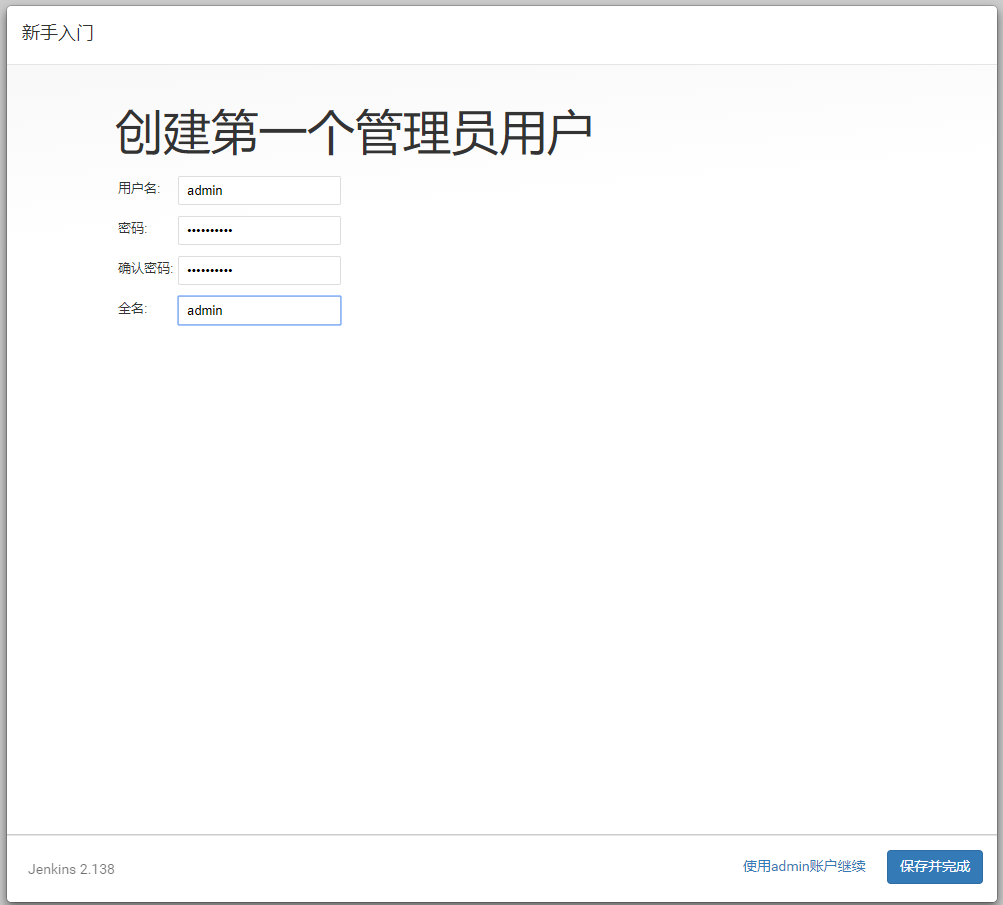 新手入门
创建第一个管理员用户
用户名: admin
密码: ••••••••••
确认密码: ••••••••••
全名: admin
Jenkins 2.138 使用admin账户继续 保存并完成